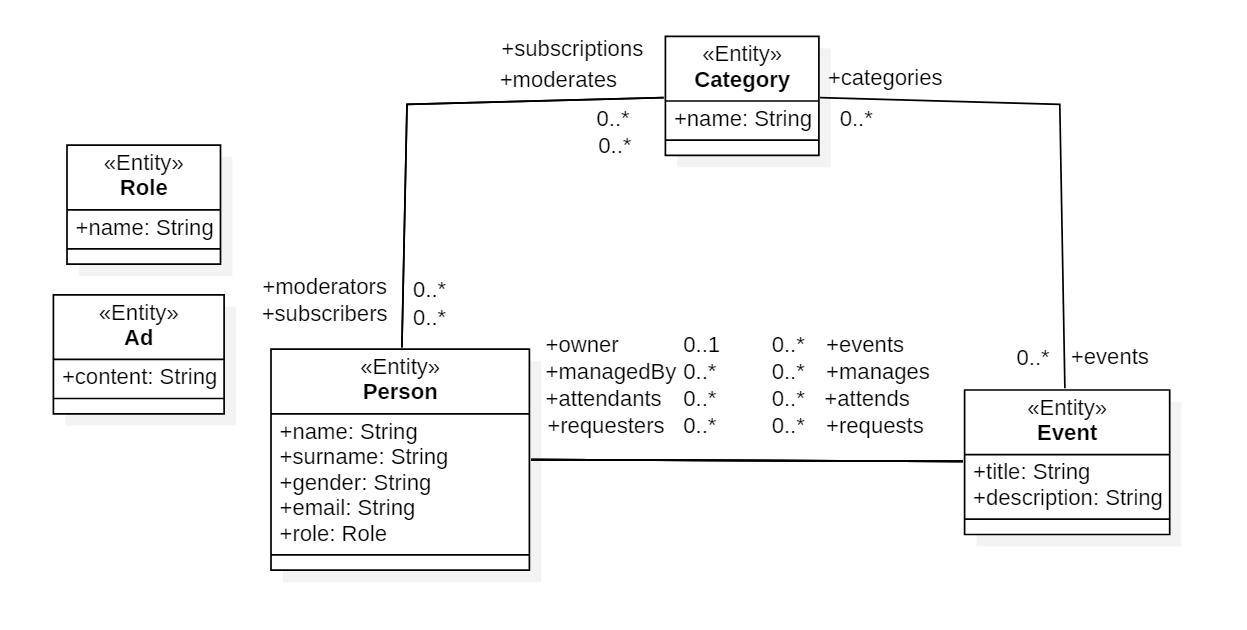 +subscriptions
+moderates
0..*
0..*
«Entity»
Category
+name: String
+categories
0..*
«Entity»
Role
+name: String
«Entity»
Ad
+content: String
+moderators 0..*
+subscribers 0..*
«Entity»
Person
+name: String
+surname: String
+gender: String
+email: String
+role: Role
+owner 0..1 0..* +events
+managedBy 0..* 0..* +manages
+attendants 0..* 0..* +attends
+requesters 0..* 0..* +requests
0..* +events
«Entity»
Event
+title: String
+description: String